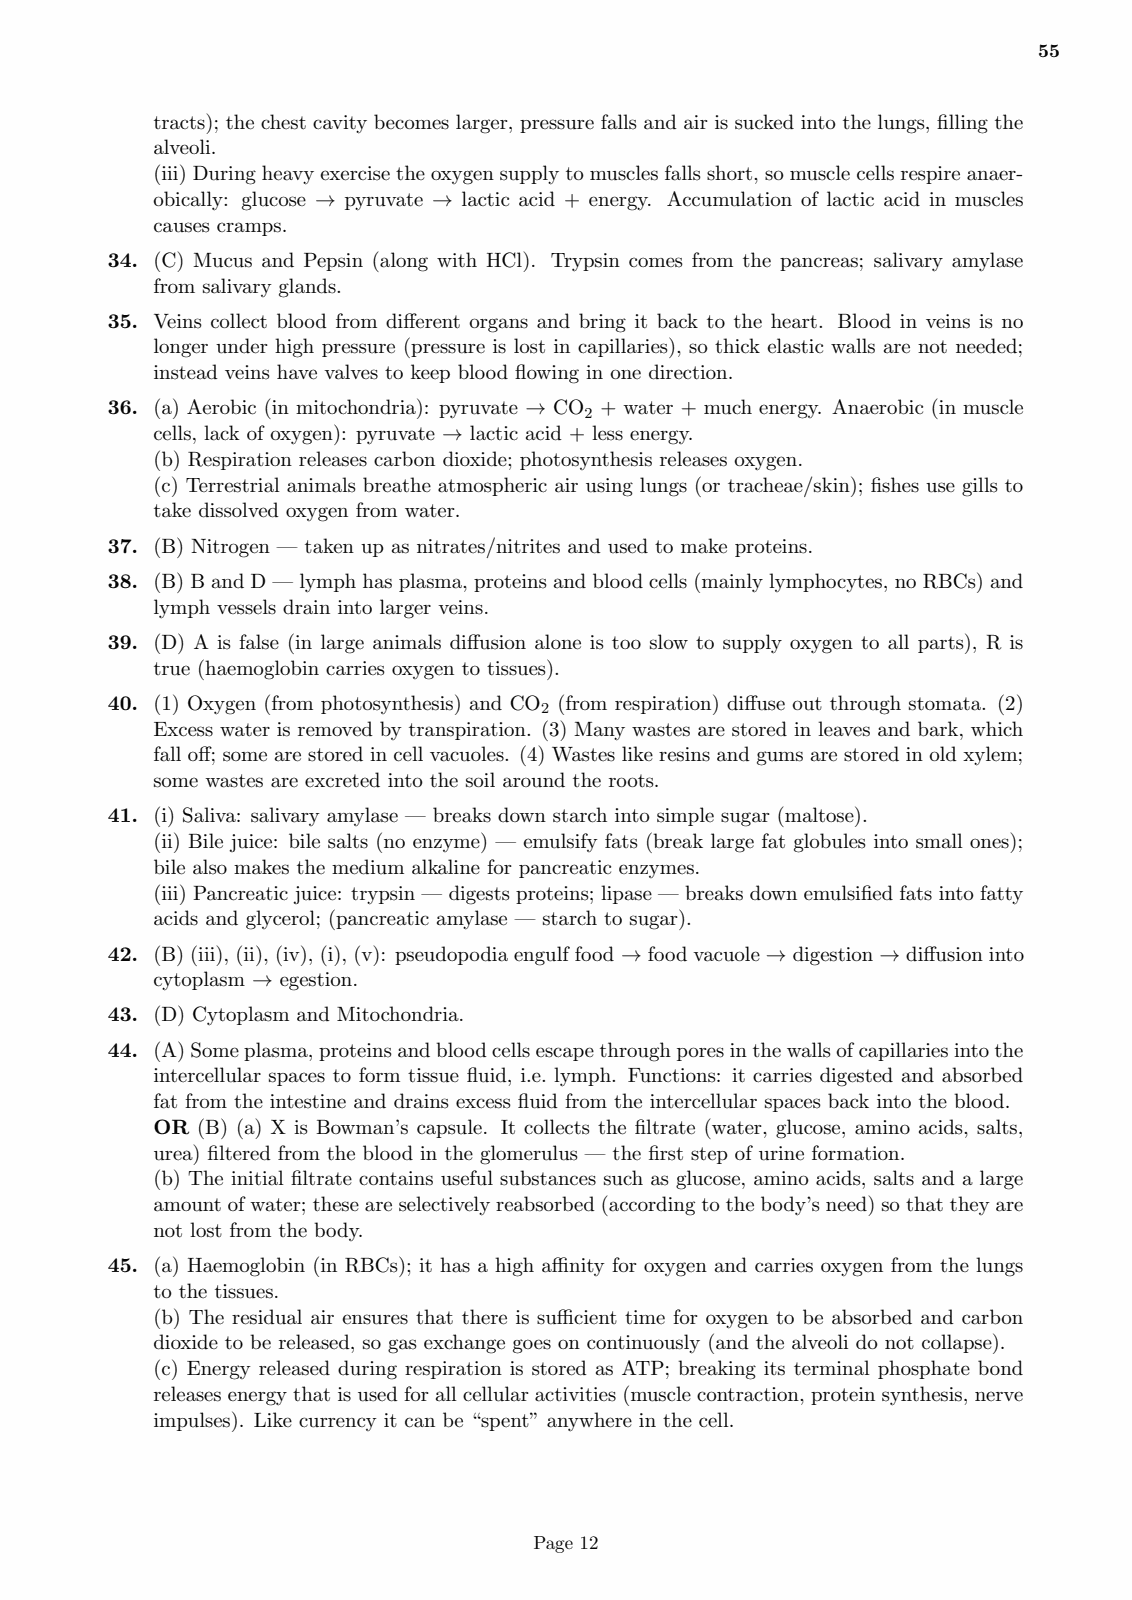 55
tracts); the chest cavity becomes larger, pressure falls and air is sucked into the lungs, filling the
alveoli.
(iii) During heavy exercise the oxygen supply to muscles falls short, so muscle cells respire anaer-
obically: glucose → pyruvate → lactic acid + energy. Accumulation of lactic acid in muscles
causes cramps.
34. (C) Mucus and Pepsin (along with HCl). Trypsin comes from the pancreas; salivary amylase
from salivary glands.
35. Veins collect blood from different organs and bring it back to the heart. Blood in veins is no
longer under high pressure (pressure is lost in capillaries), so thick elastic walls are not needed;
instead veins have valves to keep blood flowing in one direction.
36. (a) Aerobic (in mitochondria): pyruvate → CO₂ + water + much energy. Anaerobic (in muscle
cells, lack of oxygen): pyruvate → lactic acid + less energy.
(b) Respiration releases carbon dioxide; photosynthesis releases oxygen.
(c) Terrestrial animals breathe atmospheric air using lungs (or tracheae/skin); fishes use gills to
take dissolved oxygen from water.
37. (B) Nitrogen — taken up as nitrates/nitrites and used to make proteins.
38. (B) B and D — lymph has plasma, proteins and blood cells (mainly lymphocytes, no RBCs) and
lymph vessels drain into larger veins.
39. (D) A is false (in large animals diffusion alone is too slow to supply oxygen to all parts), R is
true (haemoglobin carries oxygen to tissues).
40. (1) Oxygen (from photosynthesis) and CO₂ (from respiration) diffuse out through stomata. (2)
Excess water is removed by transpiration. (3) Many wastes are stored in leaves and bark, which
fall off; some are stored in cell vacuoles. (4) Wastes like resins and gums are stored in old xylem;
some wastes are excreted into the soil around the roots.
41. (i) Saliva: salivary amylase — breaks down starch into simple sugar (maltose).
(ii) Bile juice: bile salts (no enzyme) — emulsify fats (break large fat globules into small ones);
bile also makes the medium alkaline for pancreatic enzymes.
(iii) Pancreatic juice: trypsin — digests proteins; lipase — breaks down emulsified fats into fatty
acids and glycerol; (pancreatic amylase — starch to sugar).
42. (B) (iii), (ii), (iv), (i), (v): pseudopodia engulf food → food vacuole → digestion → diffusion into
cytoplasm → egestion.
43. (D) Cytoplasm and Mitochondria.
44. (A) Some plasma, proteins and blood cells escape through pores in the walls of capillaries into the
intercellular spaces to form tissue fluid, i.e. lymph. Functions: it carries digested and absorbed
fat from the intestine and drains excess fluid from the intercellular spaces back into the blood.
OR (B) (a) X is Bowman's capsule. It collects the filtrate (water, glucose, amino acids, salts,
urea) filtered from the blood in the glomerulus — the first step of urine formation.
(b) The initial filtrate contains useful substances such as glucose, amino acids, salts and a large
amount of water; these are selectively reabsorbed (according to the body's need) so that they are
not lost from the body.
45. (a) Haemoglobin (in RBCs); it has a high affinity for oxygen and carries oxygen from the lungs
to the tissues.
(b) The residual air ensures that there is sufficient time for oxygen to be absorbed and carbon
dioxide to be released, so gas exchange goes on continuously (and the alveoli do not collapse).
(c) Energy released during respiration is stored as ATP; breaking its terminal phosphate bond
releases energy that is used for all cellular activities (muscle contraction, protein synthesis, nerve
impulses). Like currency it can be “spent” anywhere in the cell.
Page 12